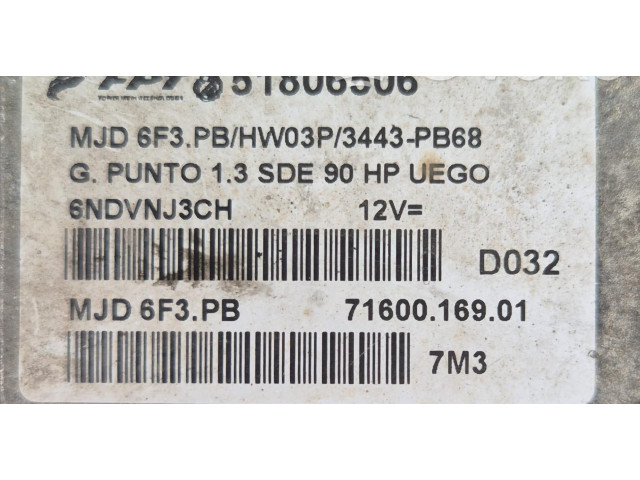 51806506
MJD 6F3.PB/HW03P/3443-PB68
G. PUNTO 1.3 SDE 90 HP UEGO
6NDVNJ3CH 12V=
D032
MJD 6F3.PB 71600.169.01
7M3